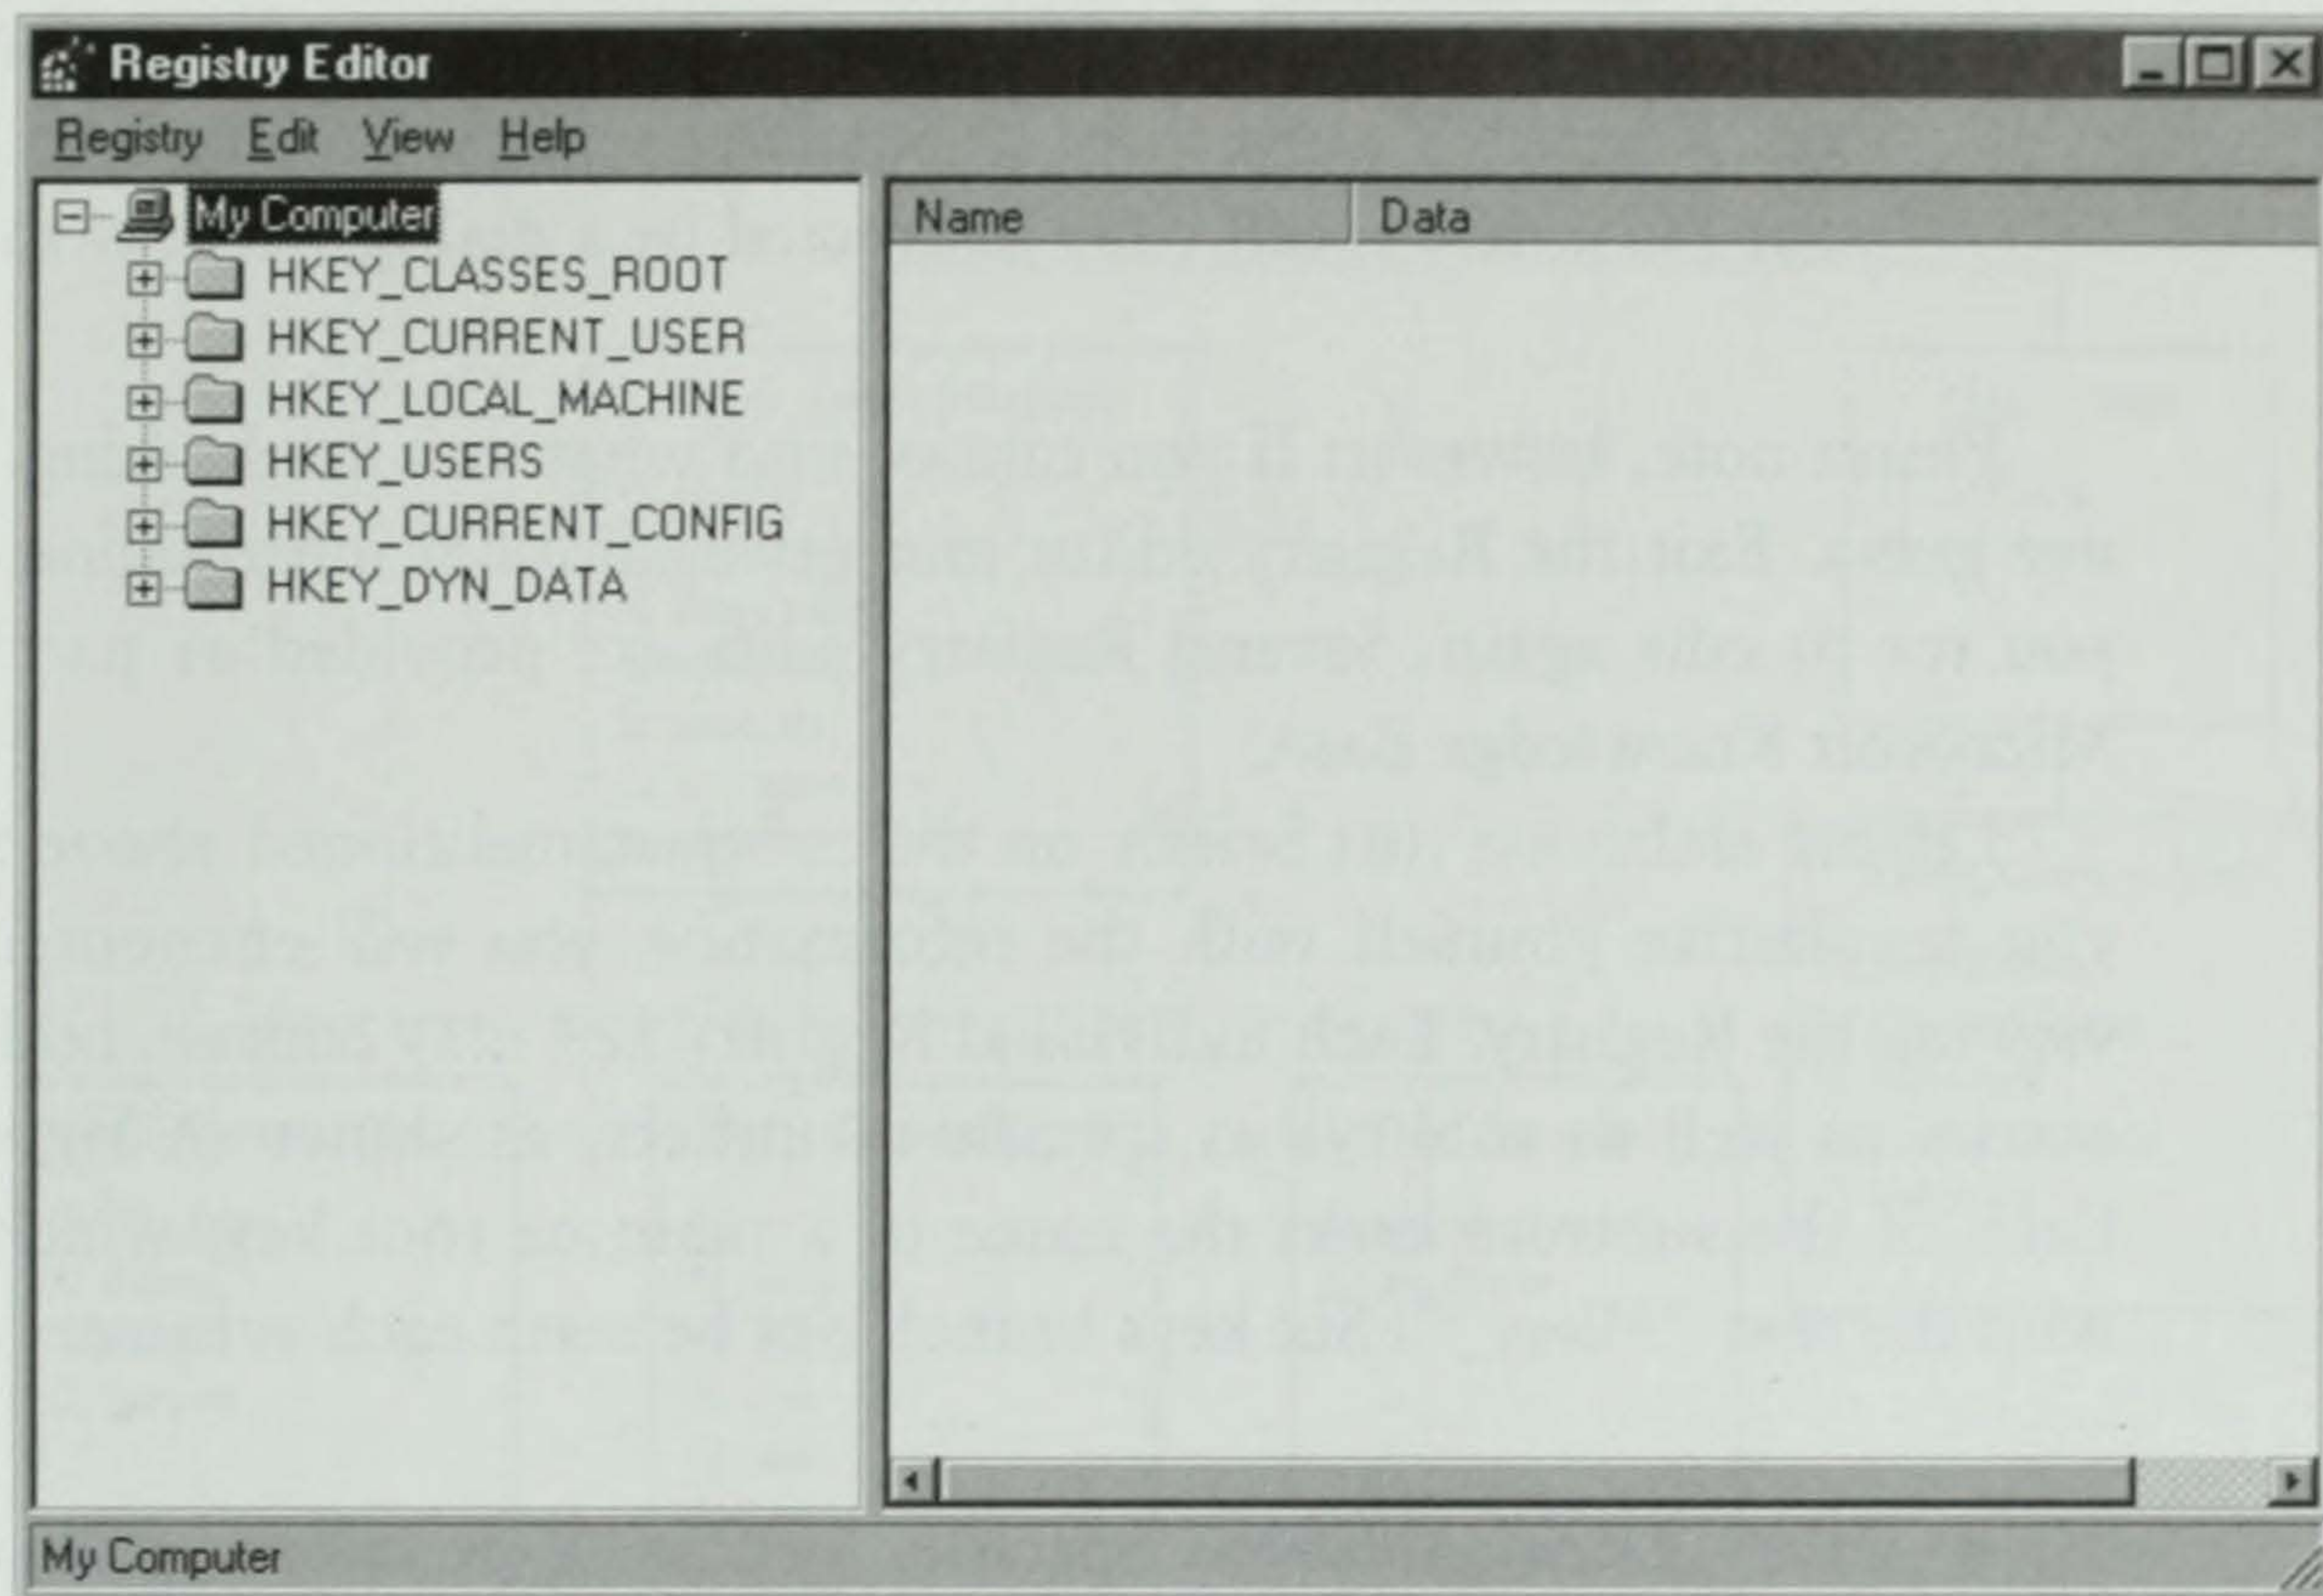 Registry Editor
Registry Edit View Help
My Computer
HKEY_CLASSES_ROOT
HKEY_CURRENT_USER
HKEY_LOCAL_MACHINE
HKEY_USERS
HKEY_CURRENT_CONFIG
HKEY_DYN_DATA
Name Data
My Computer